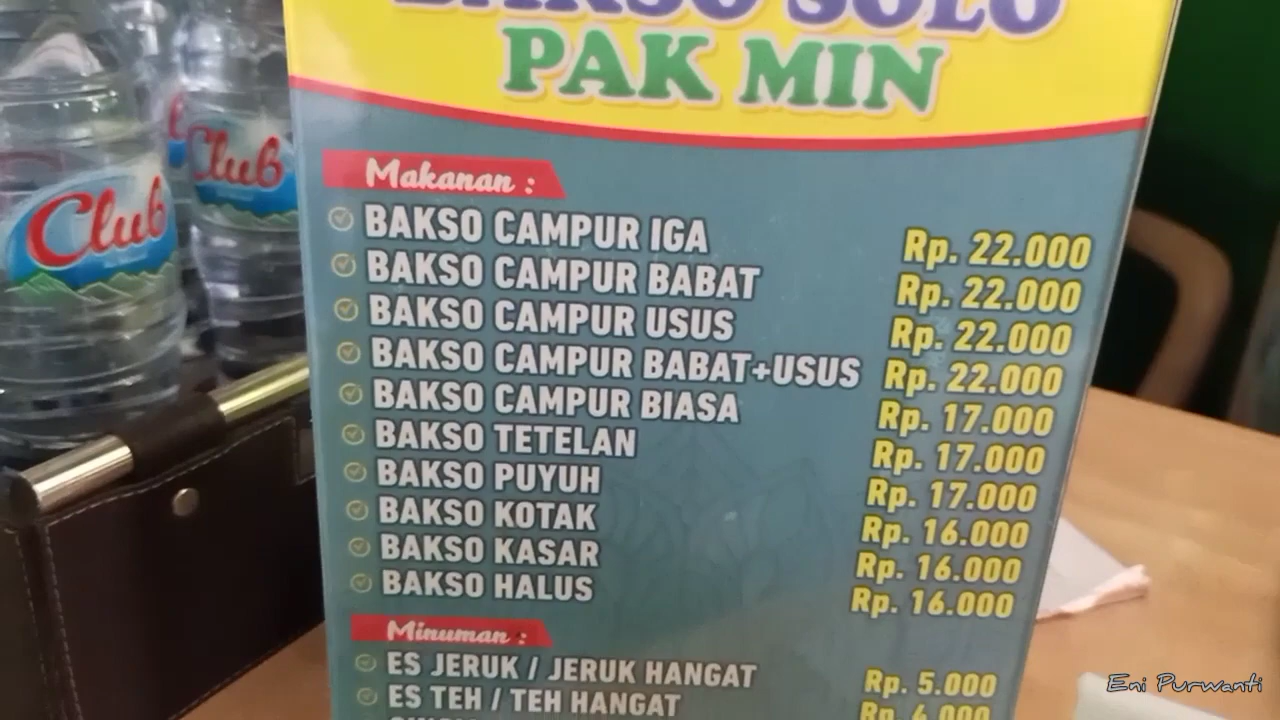 BAKSO SOLO
PAK MIN
Club
Club
Makanan :
BAKSO CAMPUR IGA Rp. 22.000
BAKSO CAMPUR BABAT Rp. 22.000
BAKSO CAMPUR USUS Rp. 22.000
BAKSO CAMPUR BABAT+USUS Rp. 22.000
BAKSO CAMPUR BIASA Rp. 17.000
BAKSO TETELAN Rp. 17.000
BAKSO PUYUH Rp. 17.000
BAKSO KOTAK Rp. 16.000
BAKSO KASAR Rp. 16.000
BAKSO HALUS Rp. 16.000
Minuman :
ES JERUK / JERUK HANGAT Rp. 5.000
ES TEH / TEH HANGAT Rp. 4.000
Eni Purwanti